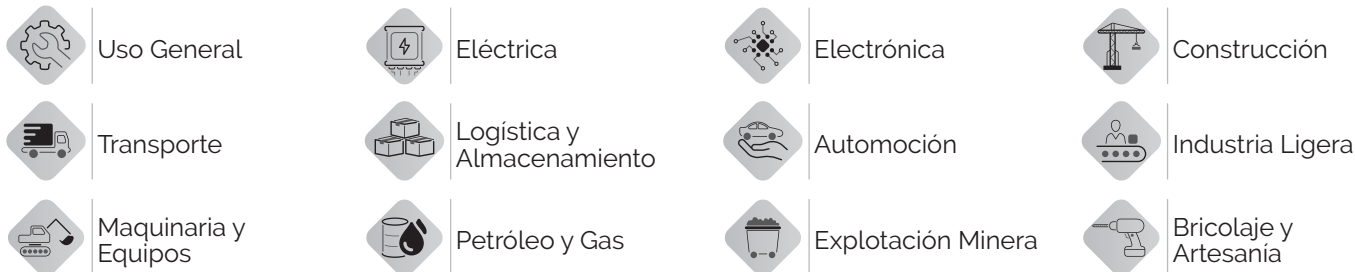 Uso General
Eléctrica
Electrónica
Construcción
Transporte
Logística y
Almacenamiento
Automoción
Industria Ligera
Maquinaria y
Equipos
Petróleo y Gas
Explotación Minera
Bricolaje y
Artesanía